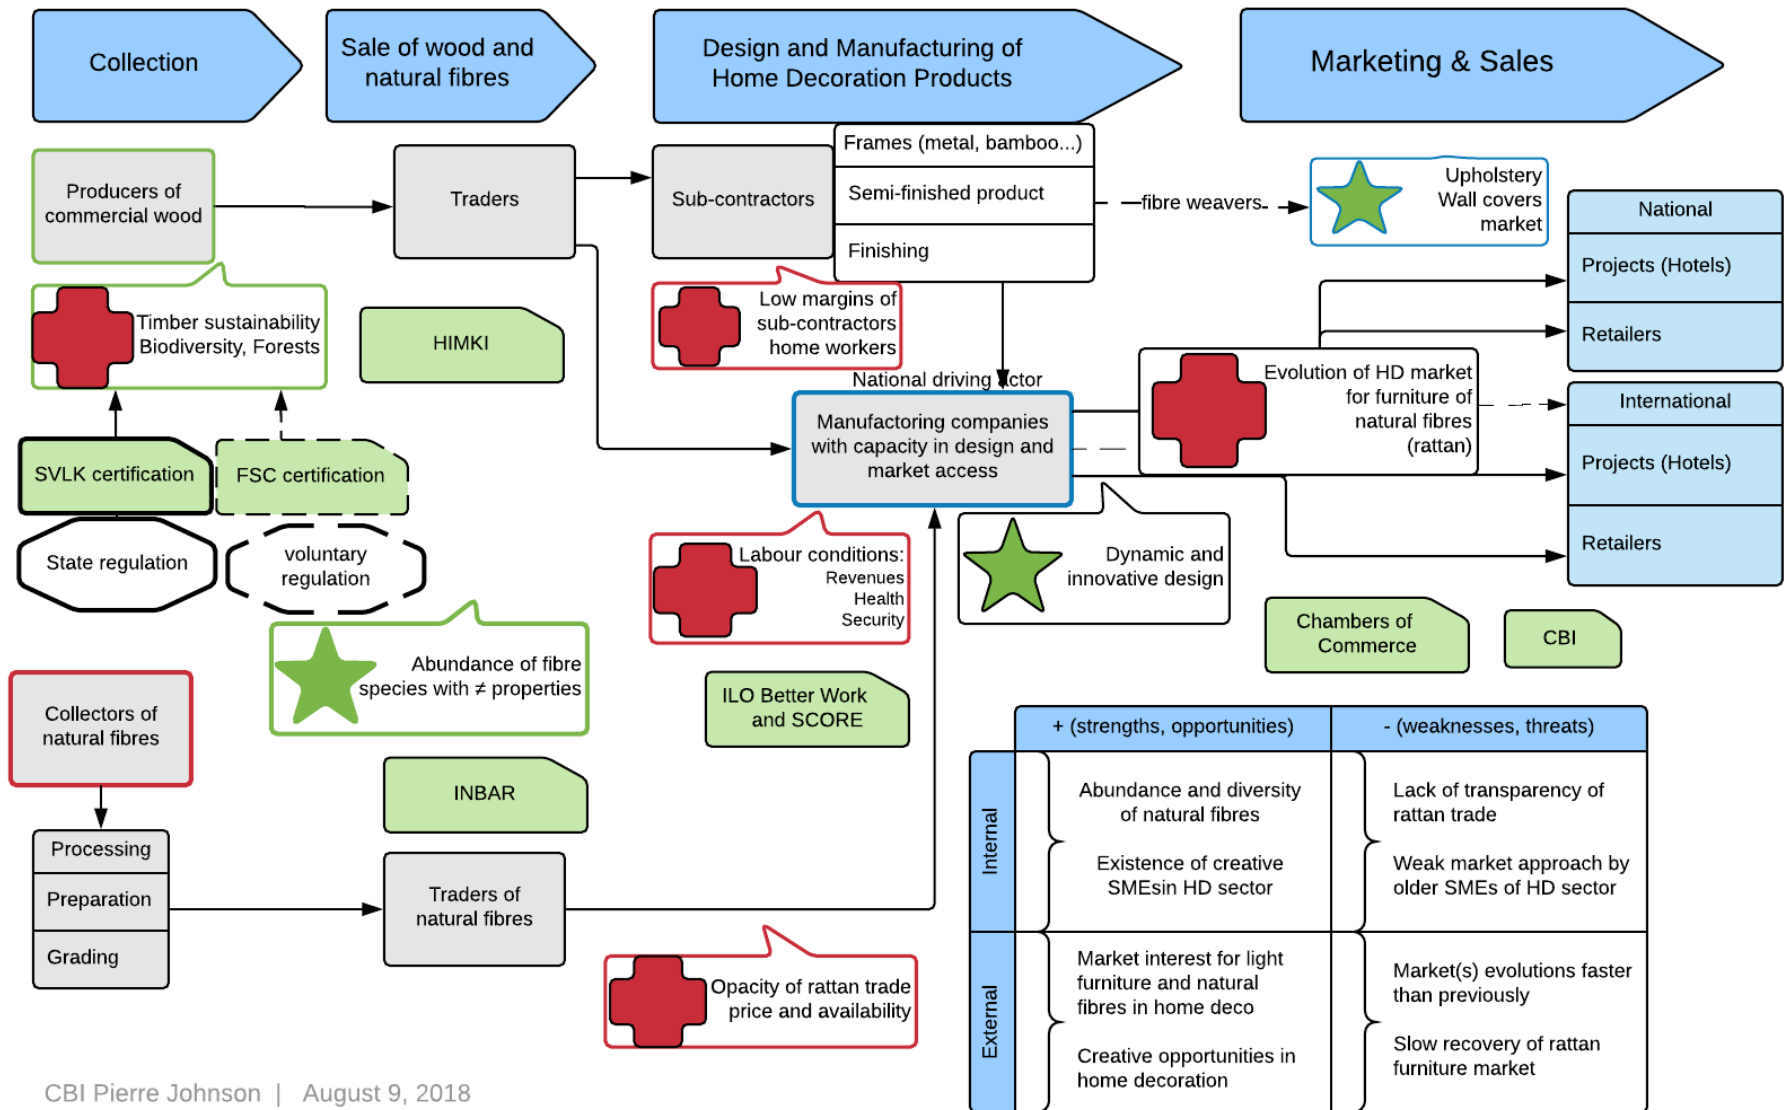 Collection
Sale of wood and
natural fibres
Design and Manufacturing of
Home Decoration Products
Marketing & Sales
Producers of
commercial wood
Traders
Sub-contractors
Frames (metal, bamboo...)
Semi-finished product
Finishing
fibre weavers
Upholstery
Wall covers
market
National
Projects (Hotels)
Retailers
Timber sustainability
Biodiversity, Forests
HIMKI
Low margins of
sub-contractors
home workers
National driving actor
Manufactoring companies
with capacity in design and
market access
Evolution of HD market
for furniture of
natural fibres
(rattan)
International
Projects (Hotels)
Retailers
SVLK certification
FSC certification
State regulation
voluntary
regulation
Labour conditions:
Revenues
Health
Security
Dynamic and
innovative design
Abundance of fibre
species with ≠ properties
Chambers of
Commerce
CBI
ILO Better Work
and SCORE
Collectors of
natural fibres
INBAR
Processing
Preparation
Grading
Traders of
natural fibres
Opacity of rattan trade
price and availability
+ (strengths, opportunities)
- (weaknesses, threats)
Internal
Abundance and diversity
of natural fibres
Existence of creative
SMEsin HD sector
Lack of transparency of
rattan trade
Weak market approach by
older SMEs of HD sector
External
Market interest for light
furniture and natural
fibres in home deco
Creative opportunities in
home decoration
Market(s) evolutions faster
than previously
Slow recovery of rattan
furniture market
CBI Pierre Johnson | August 9, 2018